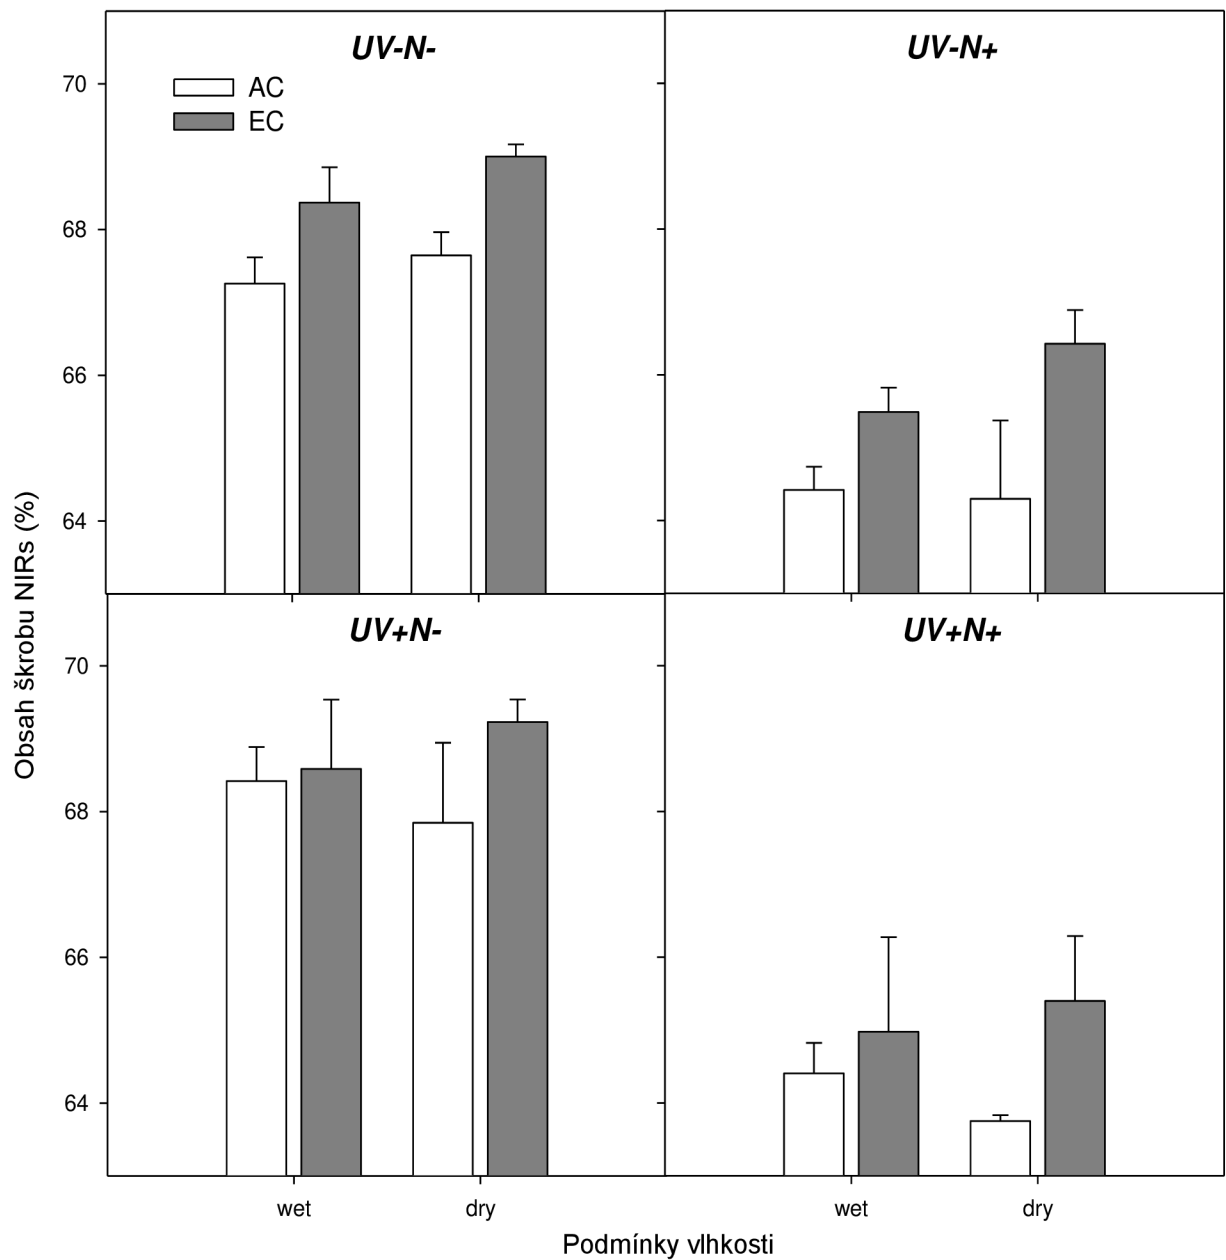 UV-N-
UV-N+
AC
EC
70
68
66
64
UV+N-
UV+N+
70
68
66
64
Obsah škrobu NIRs (%)
wet
dry
wet
dry
Podmínky vlhkosti